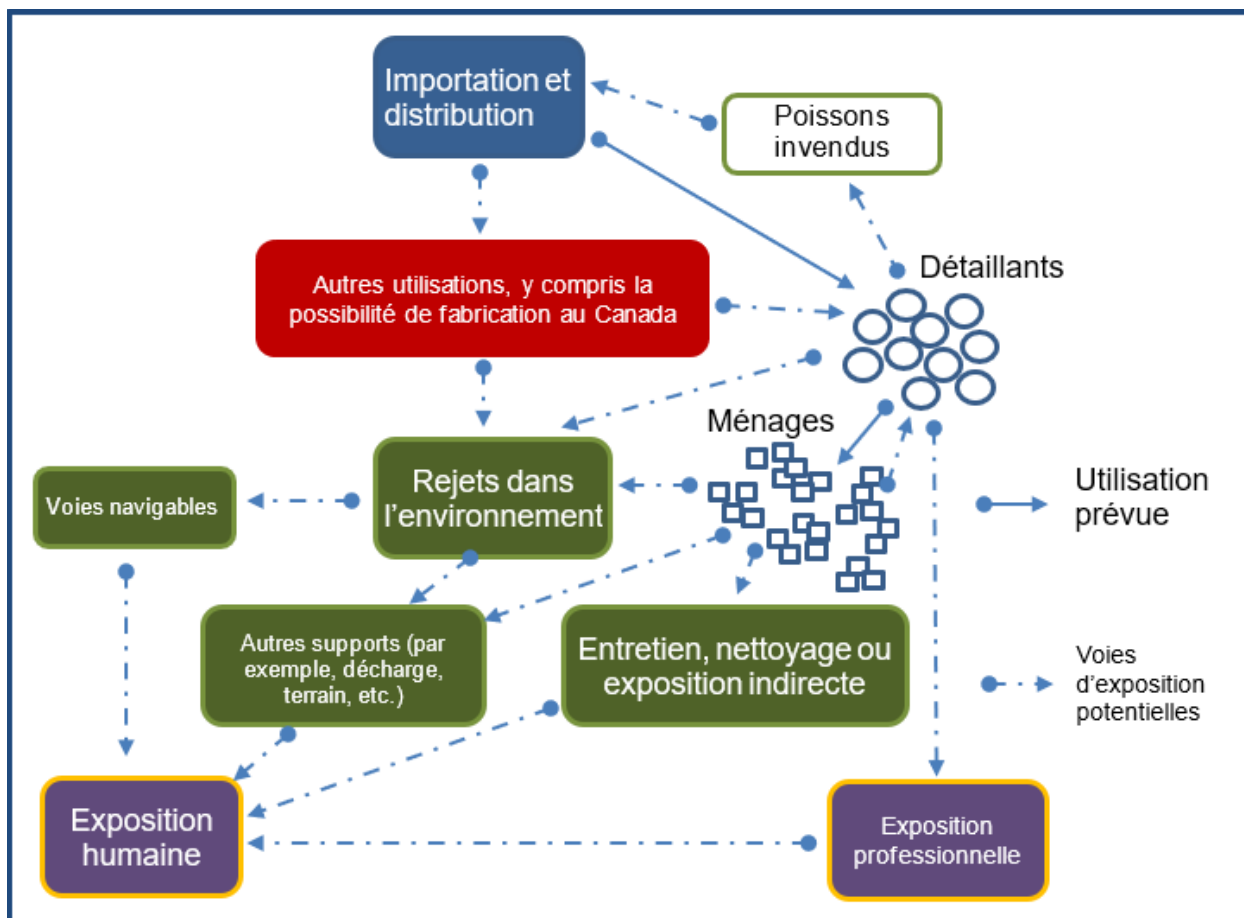 Importation et
distribution
Poissons
invendus
Autres utilisations, y compris la
possibilité de fabrication au Canada
Détaillants
Ménages
Rejets dans
l’environnement
Voies navigables
Utilisation
prévue
Autres supports (par
exemple, décharge,
terrain, etc.)
Entretien, nettoyage ou
exposition indirecte
Voies
d’exposition
potentielles
Exposition
humaine
Exposition
professionnelle